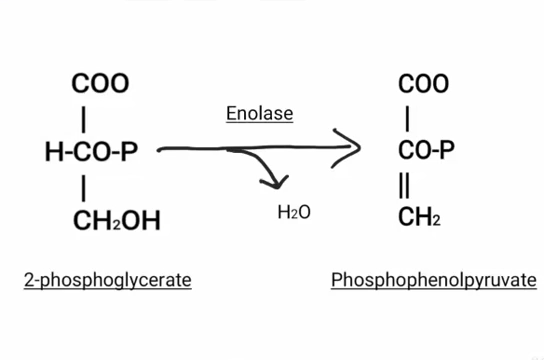 COO
|
H-CO-P
|
CH₂OH
2-phosphoglycerate
Enolase
H₂O
COO
|
CO-P
||
CH₂
Phosphophenolpyruvate